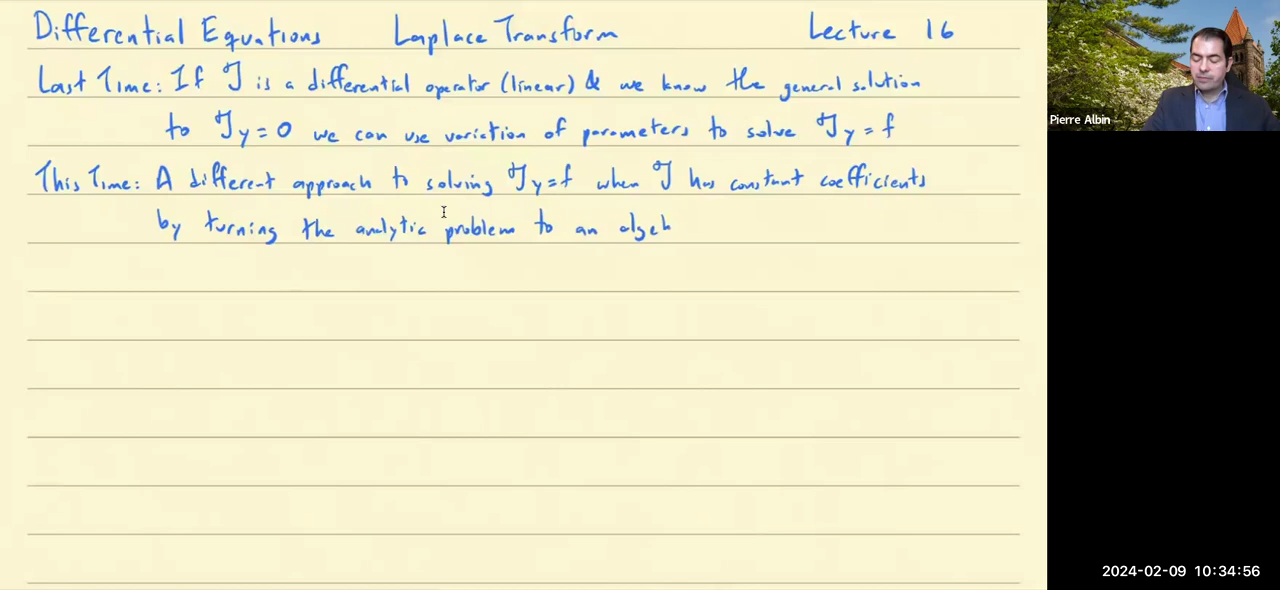 Differential Equations Laplace Transform Lecture 16
Last Time: If 𝒯 is a differential operator (linear) & we know the general solution
to 𝒯y = 0 we can use variation of parameters to solve 𝒯y = f
This Time: A different approach to solving 𝒯y = f when 𝒯 has constant coefficients
by turning the analytic problem to an algeb
Pierre Albin
2024-02-09 10:34:56